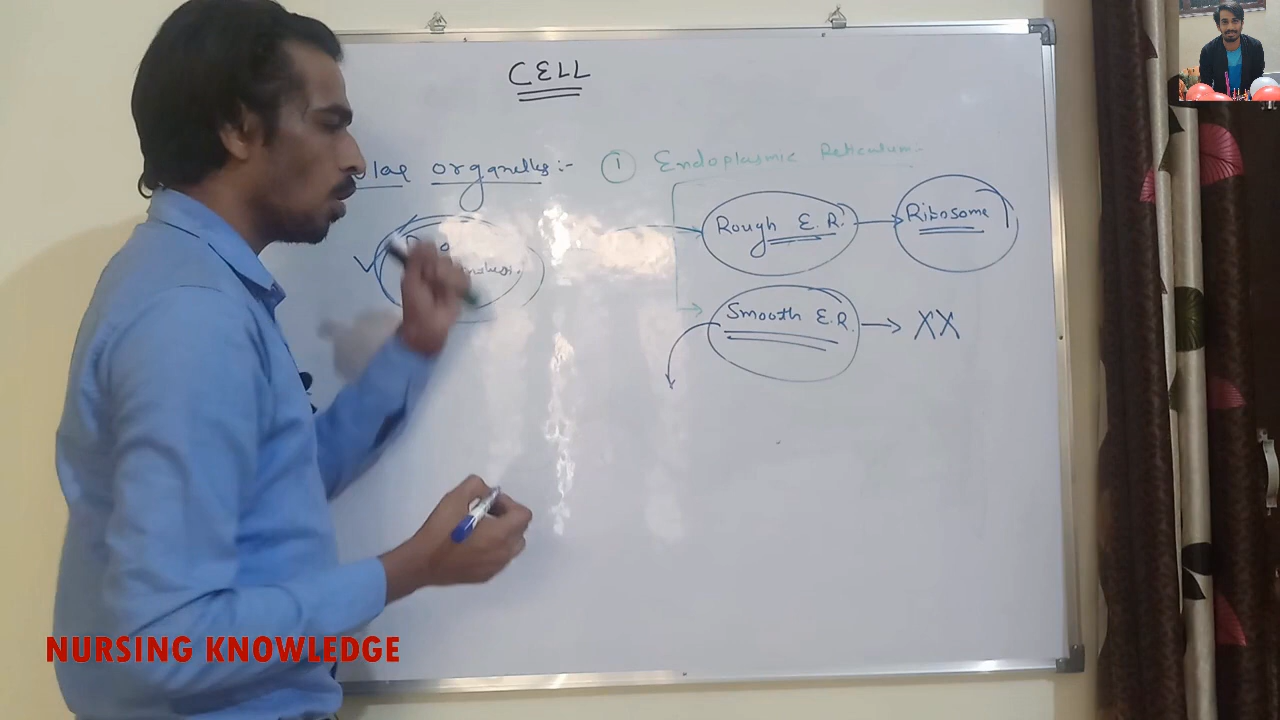 CELL
organelles:- ① Endoplasmic Reticulum.
Rough E.R. → Ribosome
Smooth E.R. → XX
NURSING KNOWLEDGE